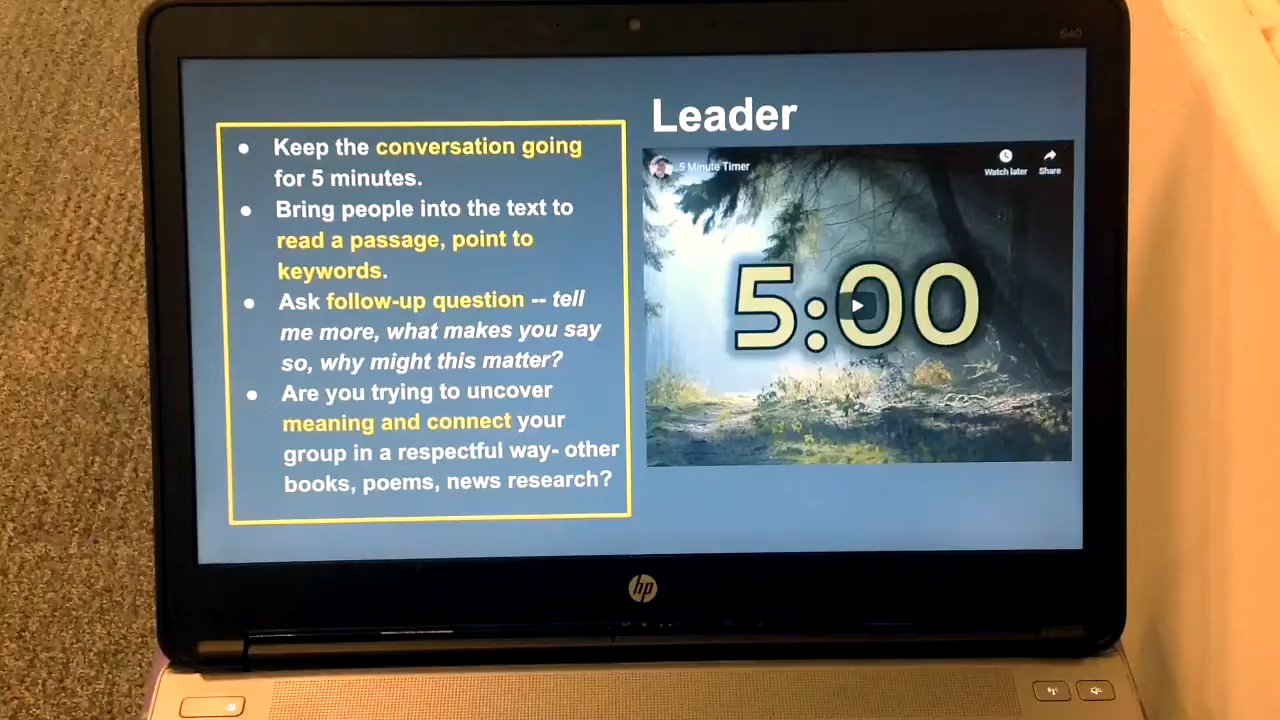 640
Leader
● Keep the conversation going
for 5 minutes.
● Bring people into the text to
read a passage, point to
keywords.
● Ask follow-up question -- tell
me more, what makes you say
so, why might this matter?
● Are you trying to uncover
meaning and connect your
group in a respectful way- other
books, poems, news research?
5 Minute Timer
Watch later
Share
5:00
hp